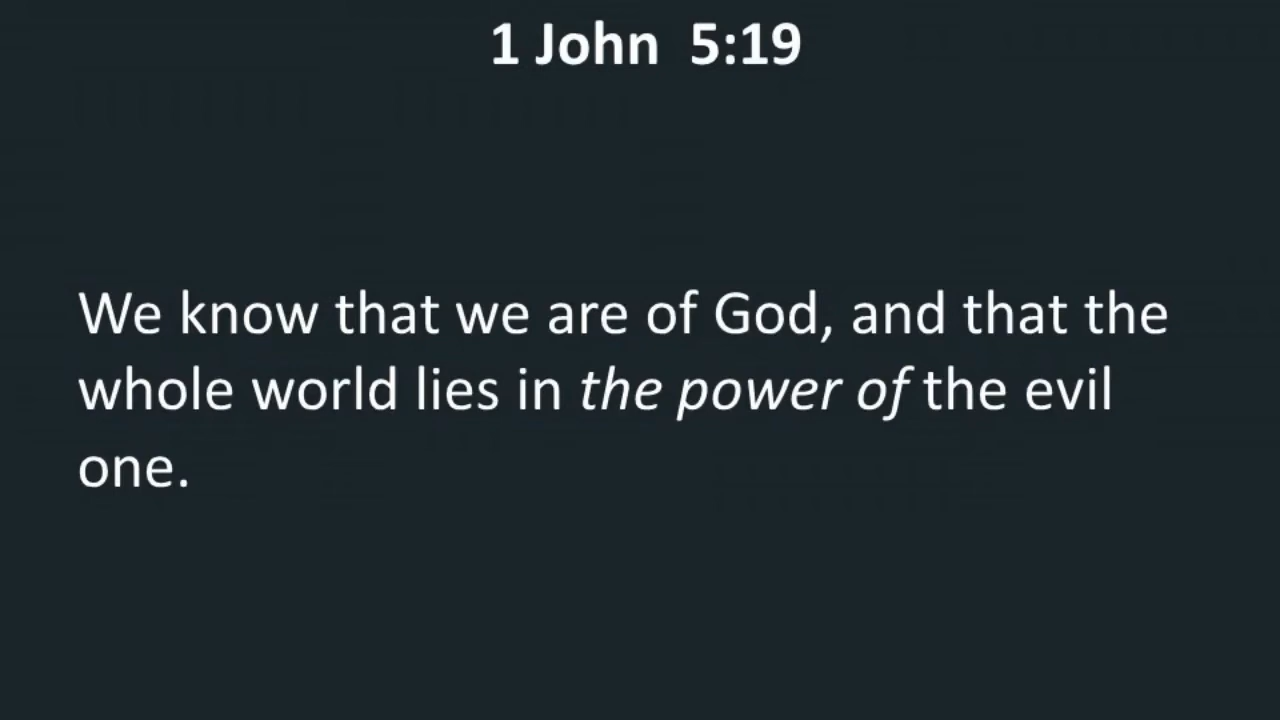 1 John  5:19
We know that we are of God, and that the
whole world lies in the power of the evil
one.